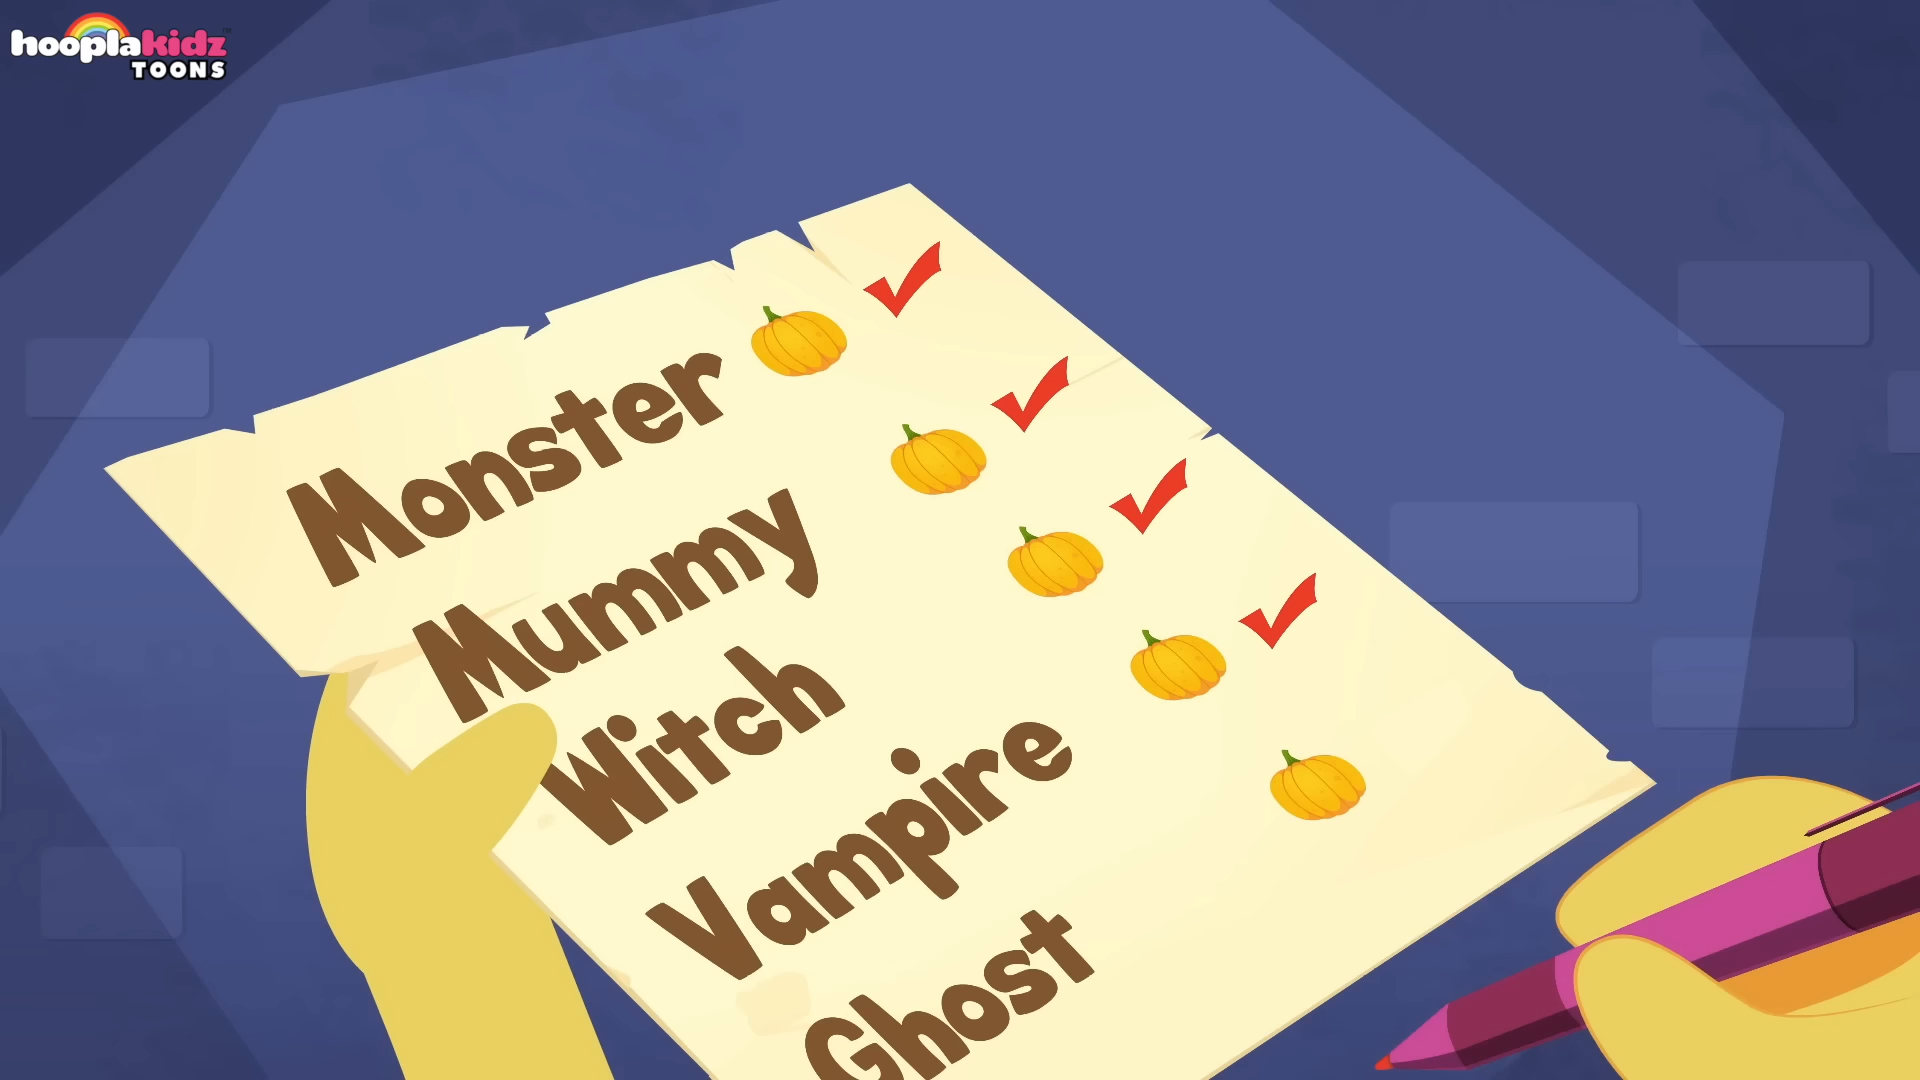 hooplakidz
TOONS
Monster
Mummy
Witch
Vampire
Ghost